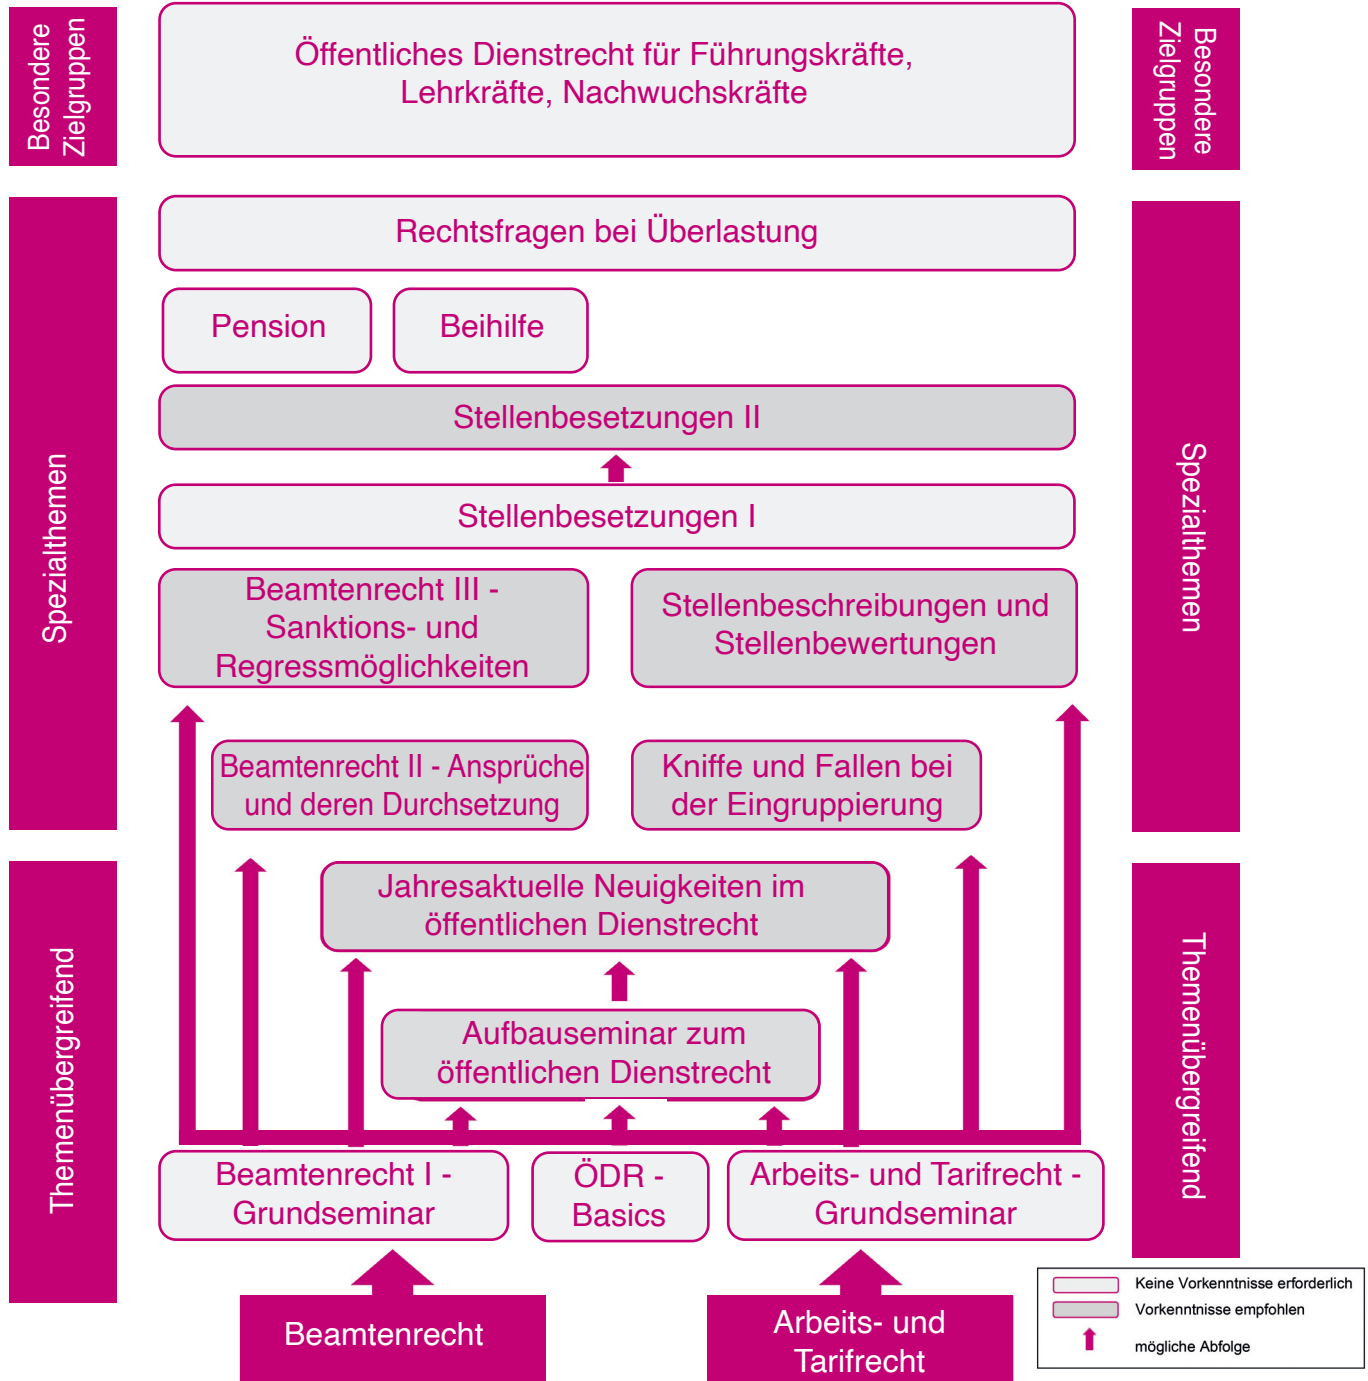 Besondere
Zielgruppen
Öffentliches Dienstrecht für Führungskräfte,
Lehrkräfte, Nachwuchskräfte
Besondere
Zielgruppen
Spezialthemen
Rechtsfragen bei Überlastung
Pension
Beihilfe
Stellenbesetzungen II
Stellenbesetzungen I
Beamtenrecht III -
Sanktions- und
Regressmöglichkeiten
Stellenbeschreibungen und
Stellenbewertungen
Beamtenrecht II - Ansprüche
und deren Durchsetzung
Kniffe und Fallen bei
der Eingruppierung
Spezialthemen
Themenübergreifend
Jahresaktuelle Neuigkeiten im
öffentlichen Dienstrecht
Aufbauseminar zum
öffentlichen Dienstrecht
Beamtenrecht I -
Grundseminar
ÖDR -
Basics
Arbeits- und Tarifrecht -
Grundseminar
Themenübergreifend
Beamtenrecht
Arbeits- und
Tarifrecht
Keine Vorkenntnisse erforderlich
Vorkenntnisse empfohlen
mögliche Abfolge